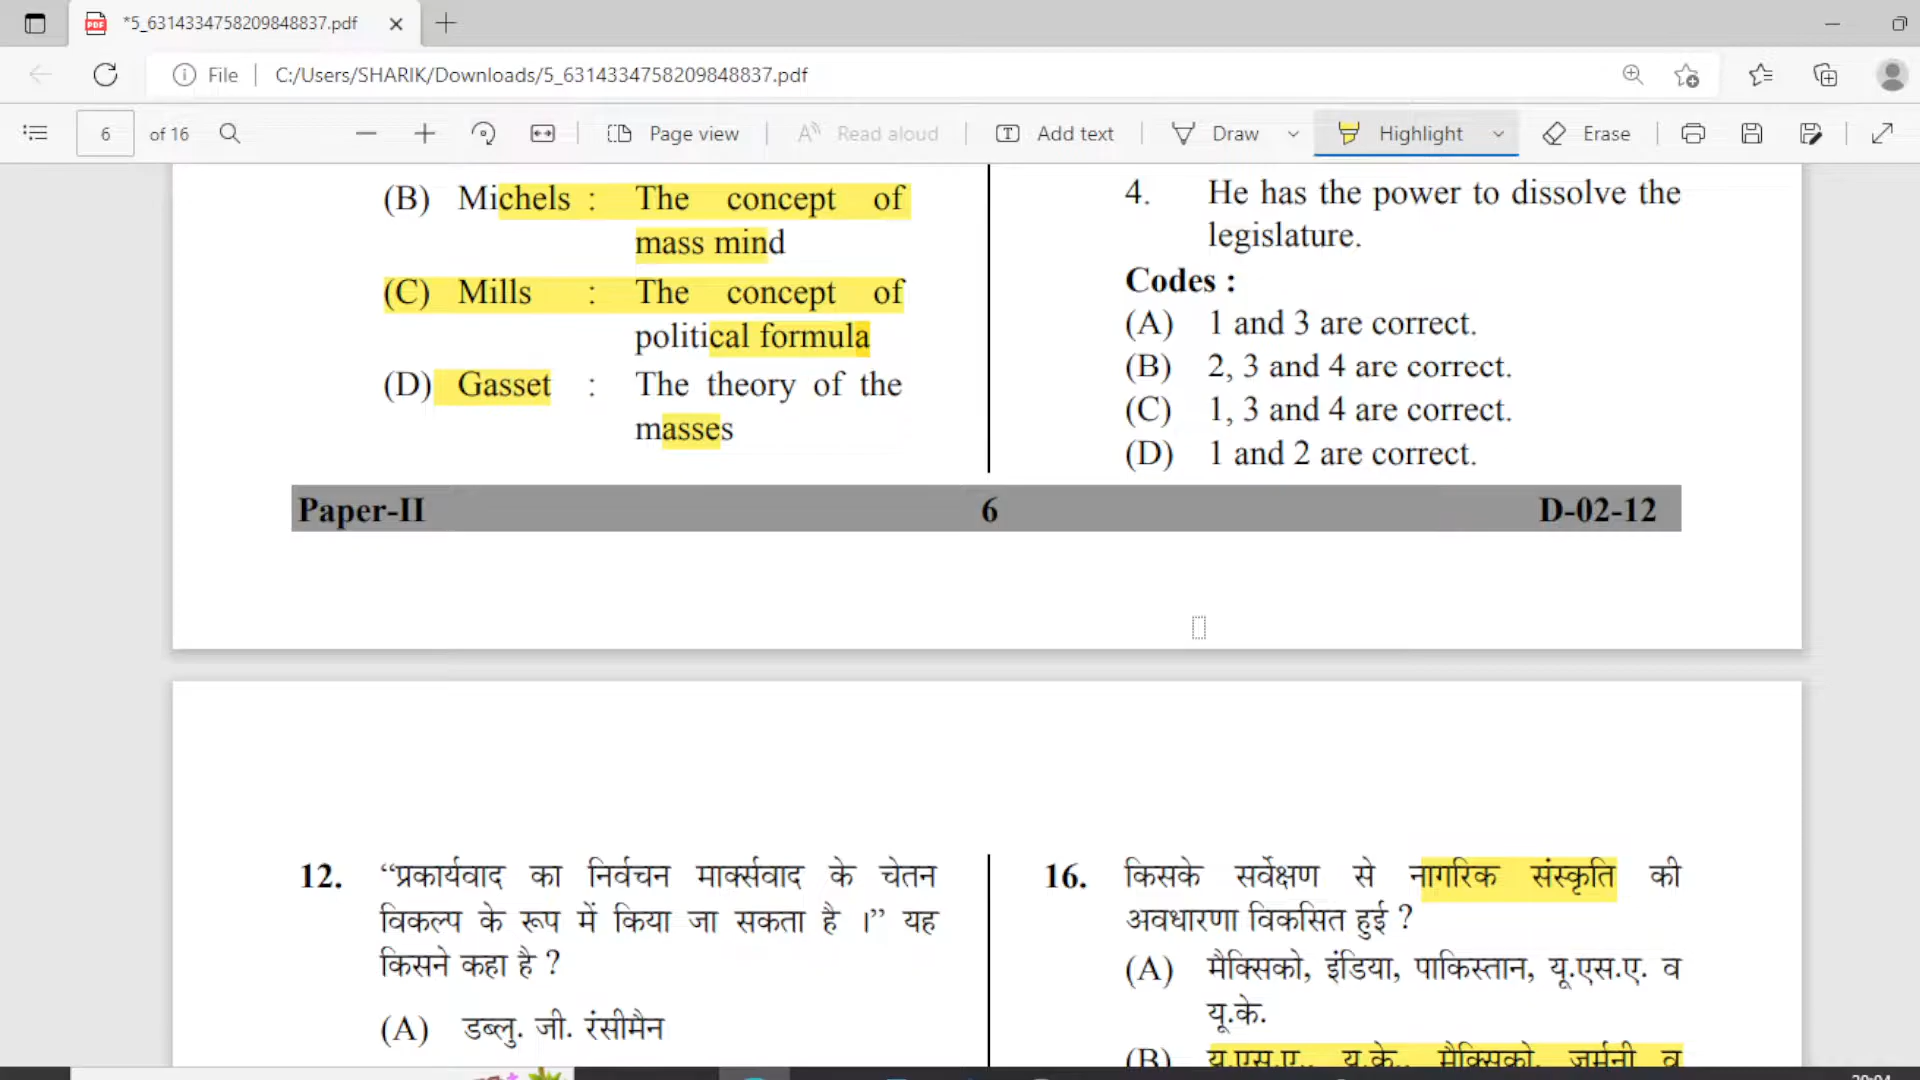 *5_6314334758209848837.pdf
File C:/Users/SHARIK/Downloads/5_6314334758209848837.pdf
6 of 16 Page view Read aloud Add text Draw Highlight Erase
(B) Michels : The concept of
mass mind
(C) Mills : The concept of
political formula
(D) Gasset : The theory of the
masses
4. He has the power to dissolve the
legislature.
Codes :
(A) 1 and 3 are correct.
(B) 2, 3 and 4 are correct.
(C) 1, 3 and 4 are correct.
(D) 1 and 2 are correct.
Paper-II 6 D-02-12
12. “प्रकार्यवाद का निर्वचन मार्क्सवाद के चेतन
विकल्प के रूप में किया जा सकता है ।” यह
किसने कहा है ?
(A) डब्लु. जी. रंसीमैन
16. किसके सर्वेक्षण से नागरिक संस्कृति की
अवधारणा विकसित हुई ?
(A) मैक्सिको, इंडिया, पाकिस्तान, यू.एस.ए. व
यू.के.
(B) यू.एस.ए., यू.के., मैक्सिको, जर्मनी व